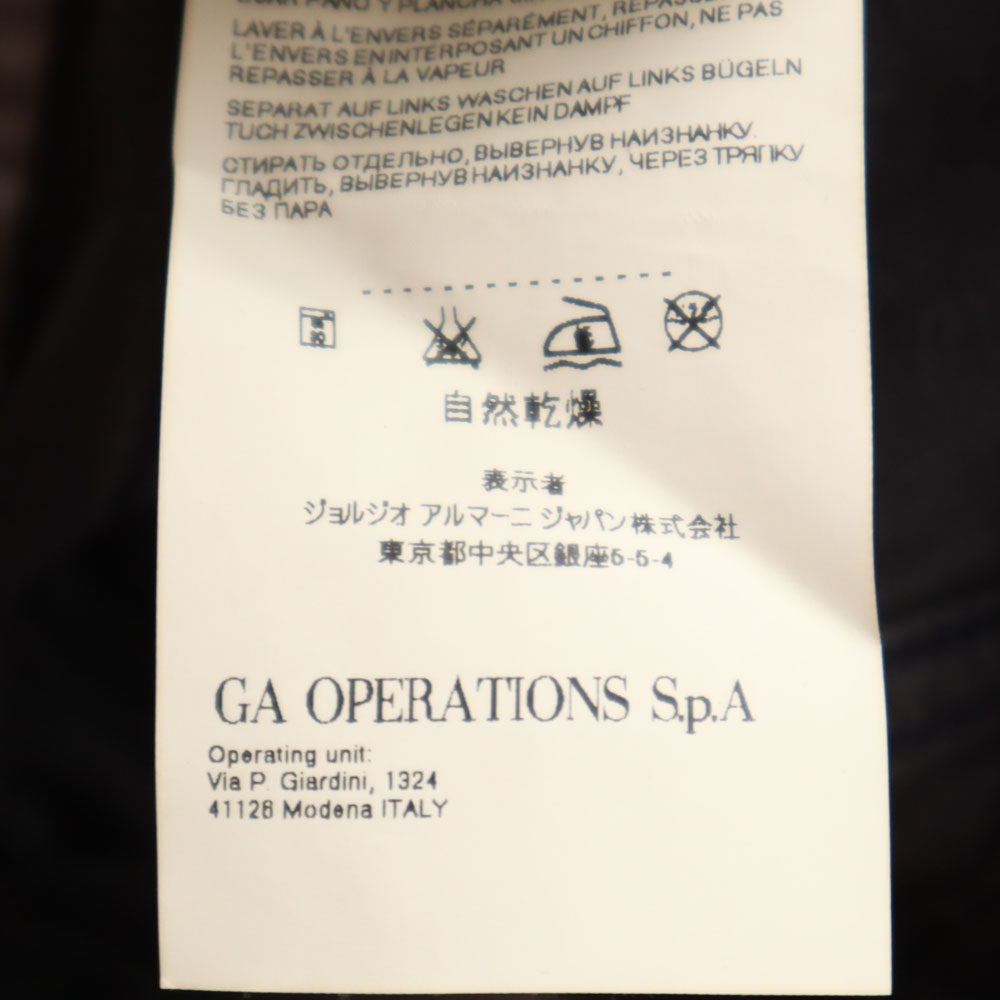 PANO Y PLANCHA
LAVER À L'ENVERS SÉPARÉMENT, REPASSER
L'ENVERS EN INTERPOSANT UN CHIFFON, NE PAS
REPASSER À LA VAPEUR
SEPARAT AUF LINKS WASCHEN AUF LINKS BÜGELN
TUCH ZWISCHENLEGEN KEIN DAMPF
СТИРАТЬ ОТДЕЛЬНО, ВЫВЕРНУВ НАИЗНАНКУ.
ГЛАДИТЬ, ВЫВЕРНУВ НАИЗНАНКУ, ЧЕРЕЗ ТРЯПКУ
БЕЗ ПАРА
自然乾燥
表示者
ジョルジオ アルマーニ ジャパン株式会社
東京都中央区銀座5-5-4
GA OPERATIONS S.p.A
Operating unit:
Via P. Giardini, 1324
41126 Modena ITALY